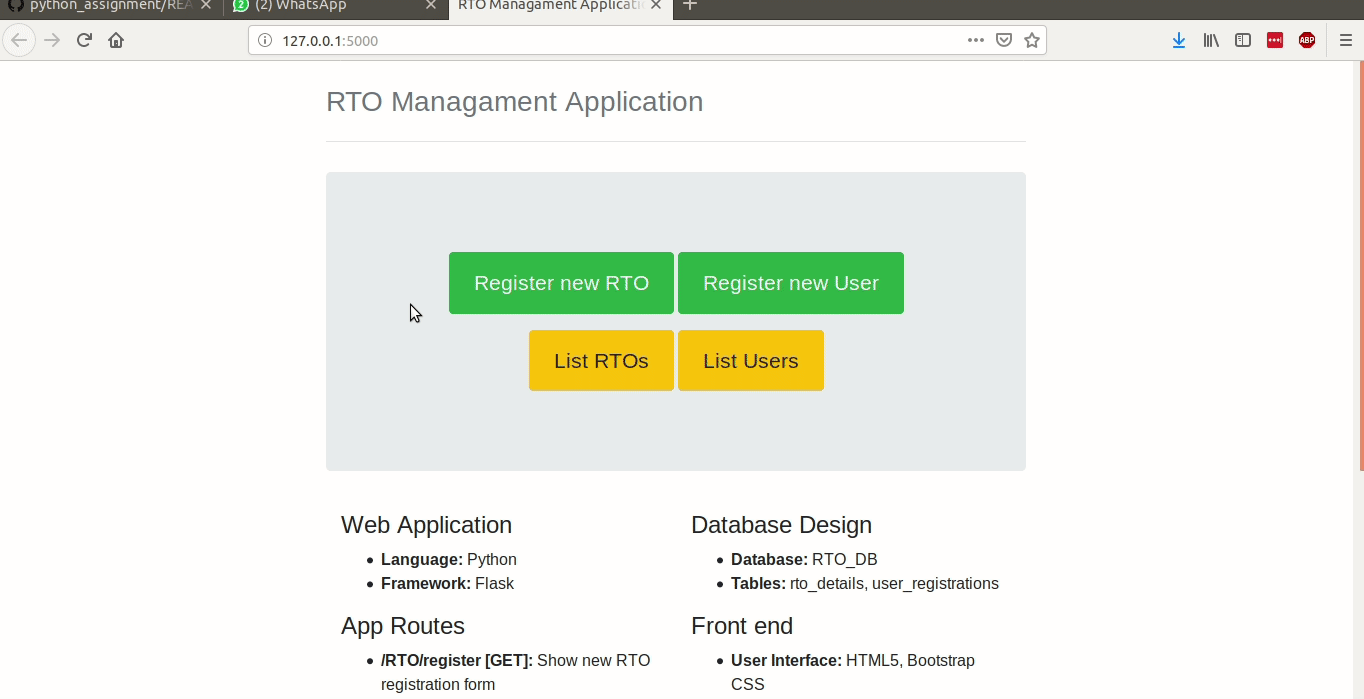 python_assignment/REA
(2) WhatsApp
RTO Managament Applicati
127.0.0.1:5000
ABP
RTO Managament Application
Register new RTO
Register new User
List RTOs
List Users
Web Application
Language: Python
Framework: Flask
Database Design
Database: RTO_DB
Tables: rto_details, user_registrations
App Routes
/RTO/register [GET]: Show new RTO
registration form
Front end
User Interface: HTML5, Bootstrap
CSS